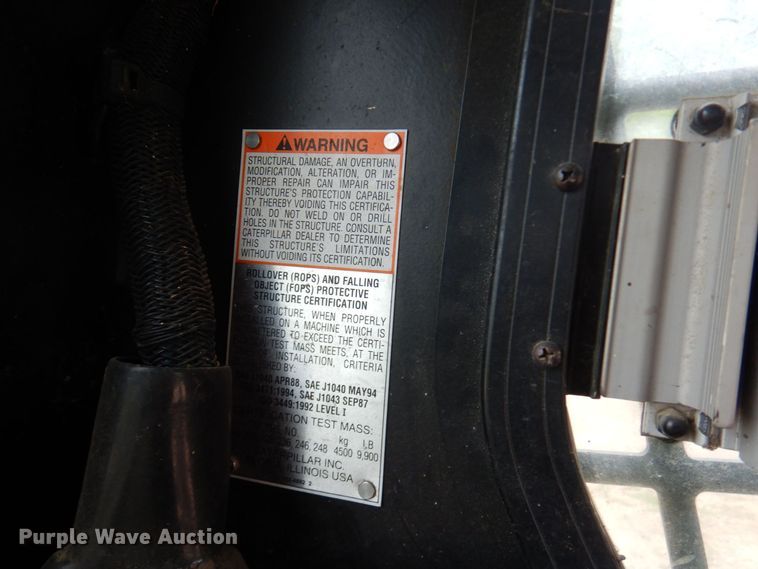 WARNING
STRUCTURAL DAMAGE, AN OVERTURN,
MODIFICATION, ALTERATION, OR IM-
PROPER REPAIR CAN IMPAIR THIS
STRUCTURE'S PROTECTION CAPABIL-
ITY THEREBY VOIDING THIS CERTIFICA-
TION. DO NOT WELD ON OR DRILL
HOLES IN THE STRUCTURE. CONSULT A
CATERPILLAR DEALER TO DETERMINE
THIS STRUCTURE'S LIMITATIONS
WITHOUT VOIDING ITS CERTIFICATION.
ROLLOVER (ROPS) AND FALLING
OBJECT (FOPS) PROTECTIVE
STRUCTURE CERTIFICATION
STRUCTURE, WHEN PROPERLY
ON A MACHINE WHICH IS
TO EXCEED THE CERTI-
TEST MASS MEETS, AT THE
INSTALLATION, CRITERIA
BY:
APR88, SAE J1040 MAY94
:1994, SAE J1043 SEP87
3449:1992 LEVEL I
TEST MASS:
NO. kg LB
246, 248 4500 9,900
INC.
ILLINOIS USA
Purple Wave Auction